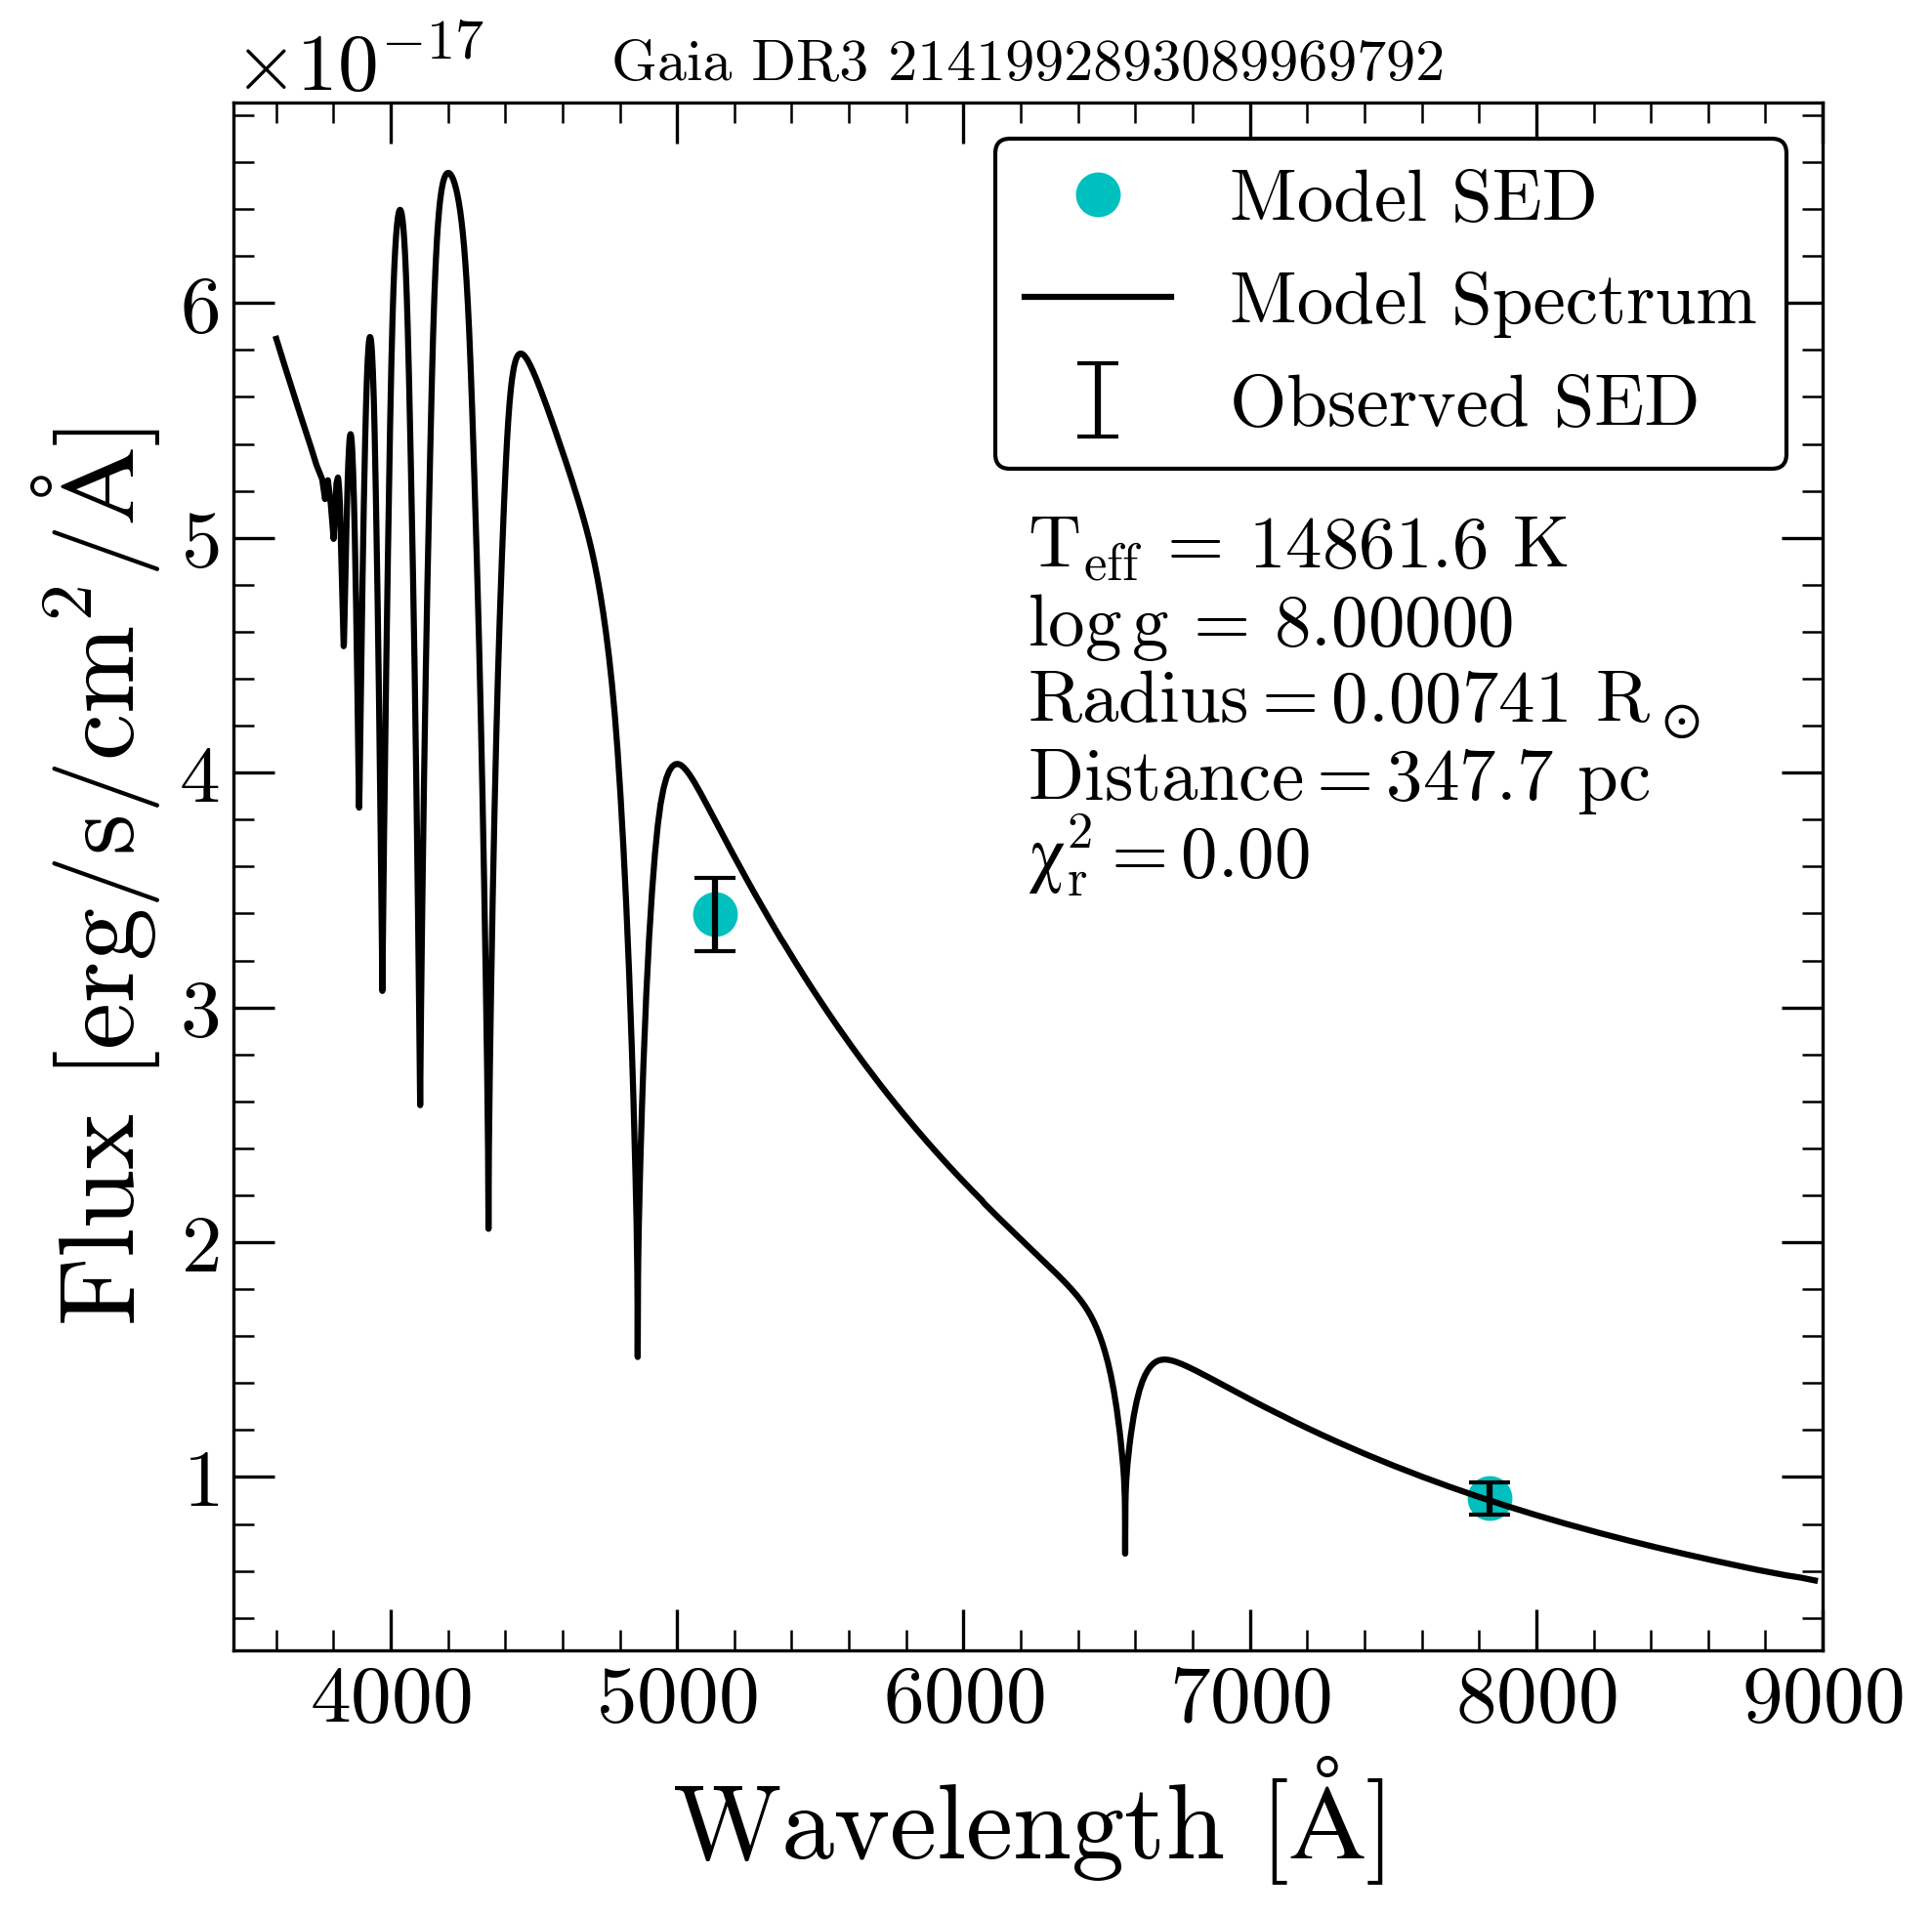 ×10⁻¹⁷
Gaia DR3 2141992893089969792
Model SED
Model Spectrum
Observed SED
T_eff = 14861.6 K
log g = 8.00000
Radius = 0.00741 R_⊙
Distance = 347.7 pc
χ²_r = 0.00
Flux [erg/s/cm²/Å]
6
5
4
3
2
1
4000 5000 6000 7000 8000 9000
Wavelength [Å]